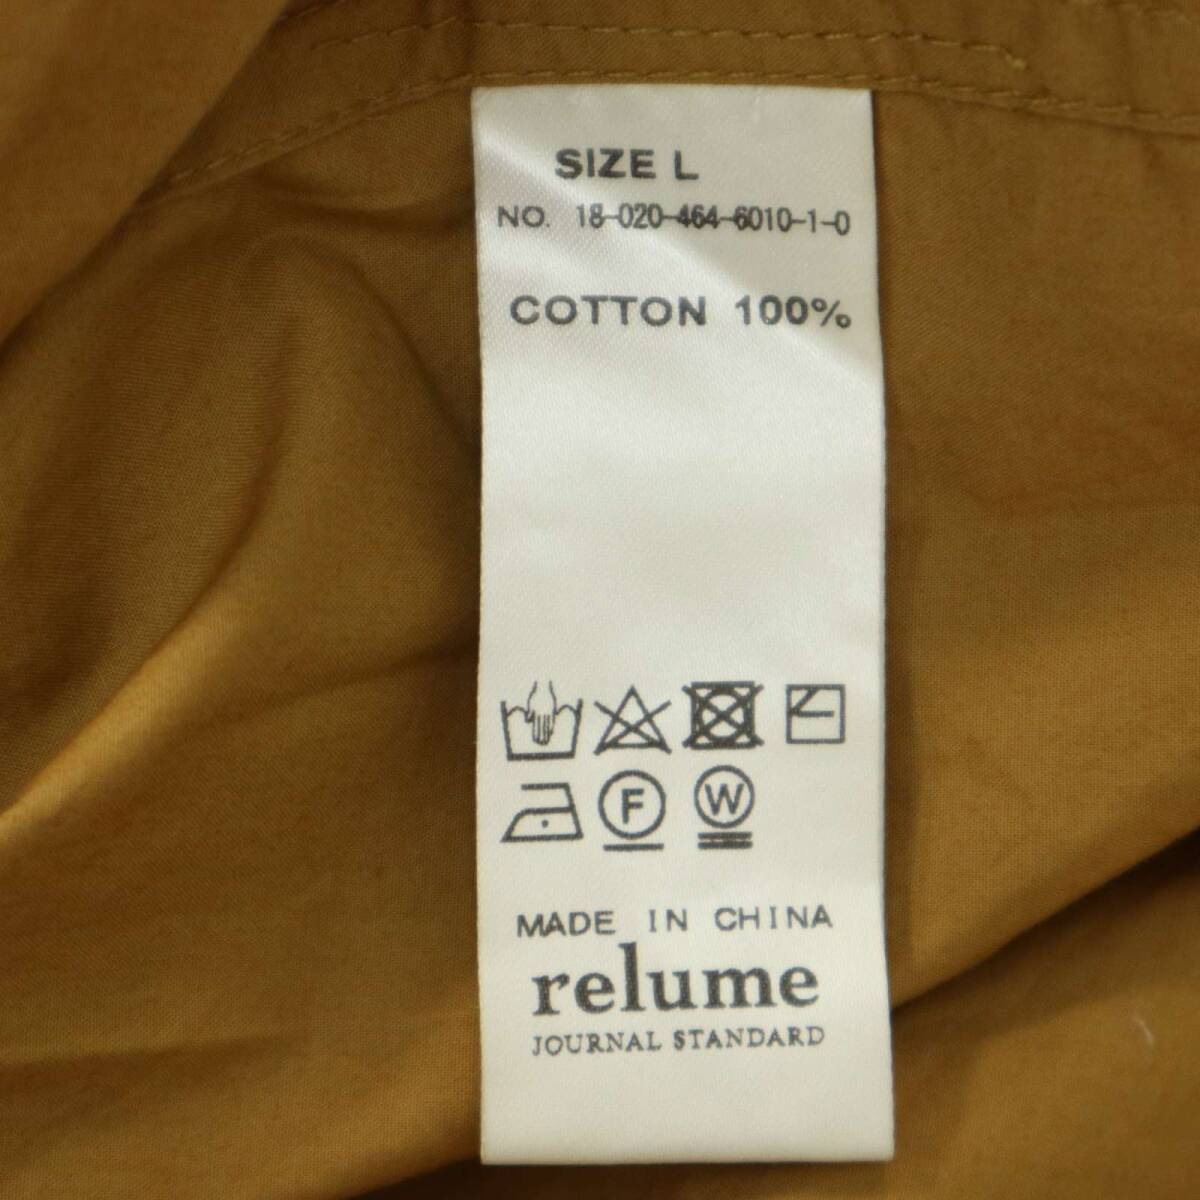 SIZE L
NO. 18-020-464-6010-1-0
COTTON 100%
F W
MADE IN CHINA
relume
JOURNAL STANDARD